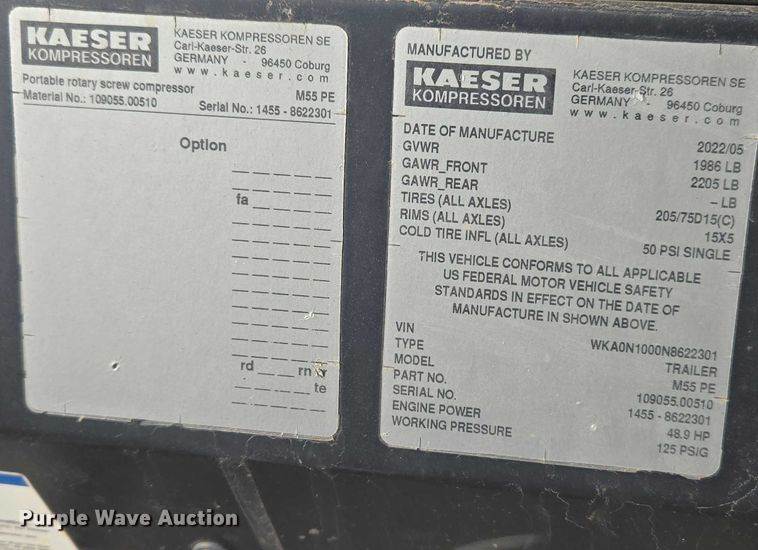 KAESER
KOMPRESSOREN
KAESER KOMPRESSOREN SE
Carl-Kaeser-Str. 26
GERMANY - 96450 Coburg
www.kaeser.com
Portable rotary screw compressor M55 PE
Material No.: 109055.00510 Serial No.: 1455 - 8622301
Option
fa
rd rn
te
MANUFACTURED BY
KAESER
KOMPRESSOREN
KAESER KOMPRESSOREN SE
Carl-Kaeser-Str. 26
GERMANY - 96450 Coburg
www.kaeser.com
DATE OF MANUFACTURE 2022/05
GVWR 1986 LB
GAWR_FRONT 2205 LB
GAWR_REAR – LB
TIRES (ALL AXLES) 205/75D15(C)
RIMS (ALL AXLES) 15X5
COLD TIRE INFL (ALL AXLES) 50 PSI SINGLE
THIS VEHICLE CONFORMS TO ALL APPLICABLE
US FEDERAL MOTOR VEHICLE SAFETY
STANDARDS IN EFFECT ON THE DATE OF
MANUFACTURE IN SHOWN ABOVE.
VIN WKA0N1000N8622301
TYPE TRAILER
MODEL M55 PE
PART NO. 109055.00510
SERIAL NO. 1455 - 8622301
ENGINE POWER 48.9 HP
WORKING PRESSURE 125 PSIG
Purple Wave Auction